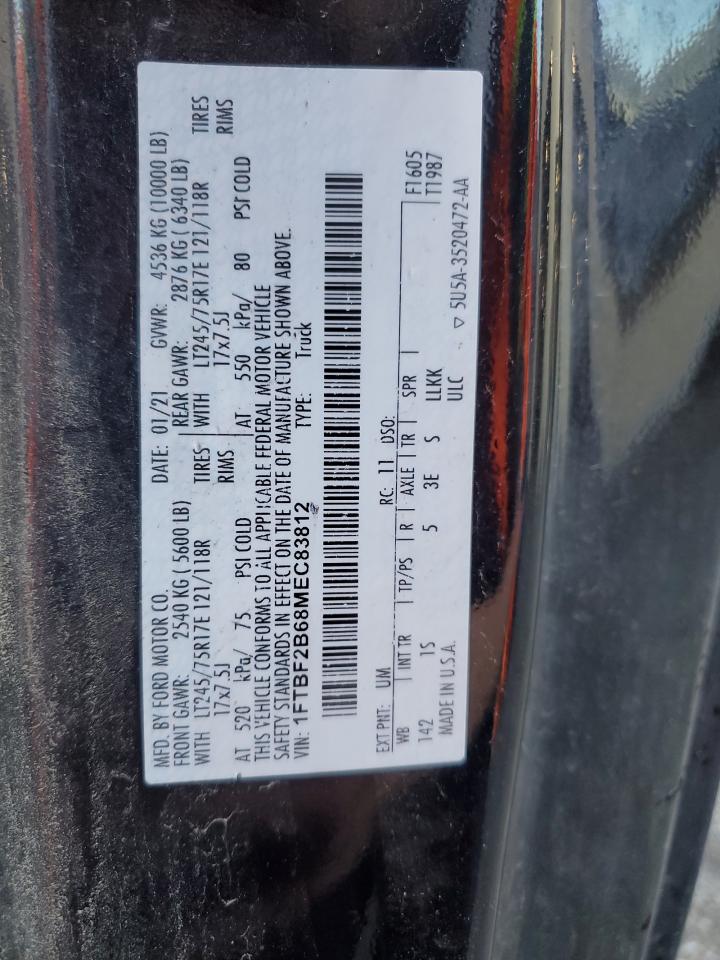 MFD. BY FORD MOTOR CO. DATE: 01/21 GVWR: 4536 KG (10000 LB)
FRONT GAWR: 2540 KG ( 5600 LB) REAR GAWR: 2876 KG ( 6340 LB)
WITH LT245/75R17E 121/118R TIRES WITH LT245/75R17E 121/118R TIRES
17x7.5J RIMS 17x7.5J RIMS
AT 520 kPa/ 75 PSI COLD AT 550 kPa/ 80 PSI COLD
THIS VEHICLE CONFORMS TO ALL APPLICABLE FEDERAL MOTOR VEHICLE
SAFETY STANDARDS IN EFFECT ON THE DATE OF MANUFACTURE SHOWN ABOVE.
VIN: 1FTBF2B68MEC83812 TYPE: Truck
EXT PNT: UM RC: 11 DSO:
WB INT TR TP/PS R AXLE TR SPR F1605
142 1S 5 3E S LLKK T1987
MADE IN U.S.A. ULC ▽ 5U5A-3520472-AA